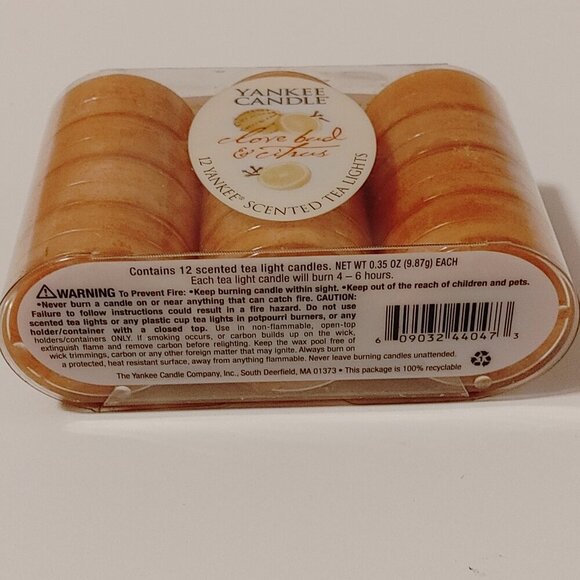 YANKEE
CANDLE®
clove bud
& citrus
12 YANKEE® SCENTED TEA LIGHTS
Contains 12 scented tea light candles. NET WT 0.35 OZ (9.87g) EACH
Each tea light candle will burn 4 – 6 hours.
WARNING To Prevent Fire: •Keep burning candle within sight. •Keep out of the reach of children and pets.
•Never burn a candle on or near anything that can catch fire. CAUTION:
Failure to follow instructions could result in a fire hazard. Do not use
scented tea lights or any plastic cup tea lights in potpourri burners, or any
holder/container with a closed top. Use in non-flammable, open-top
holders/containers ONLY. If smoking occurs, or carbon builds up on the wick,
extinguish flame and remove carbon before relighting. Keep the wax pool free of
wick trimmings, carbon or any other foreign matter that may ignite. Always burn on
a protected, heat resistant surface, away from anything flammable. Never leave burning candles unattended.
The Yankee Candle Company, Inc., South Deerfield, MA 01373 • This package is 100% recyclable
6 09032 44047 3